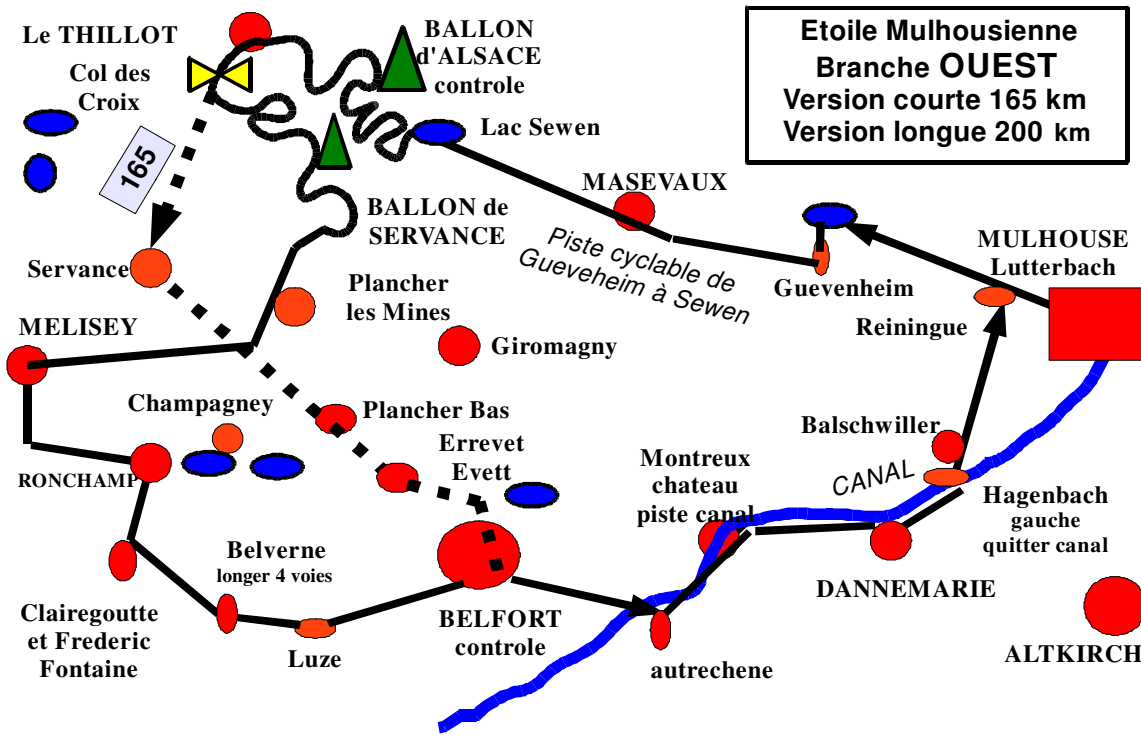 Etoile Mulhousienne
Branche OUEST
Version courte 165 km
Version longue 200 km
Le THILLOT
Col des
Croix
BALLON
d'ALSACE
controle
Lac Sewen
165
MASEVAUX
BALLON de
SERVANCE
Piste cyclable de
Gueveheim à Sewen
MULHOUSE
Lutterbach
Servance
Plancher
les Mines
Guevenheim
Reiningue
MELISEY
Giromagny
Champagney
Plancher Bas
Balschwiller
Errevet
Evett
Montreux
chateau
piste canal
CANAL
RONCHAMP
Hagenbach
gauche
quitter canal
Belverne
longer 4 voies
DANNEMARIE
Clairegoutte
et Frederic
Fontaine
BELFORT
controle
Luze
autrechene
ALTKIRCH